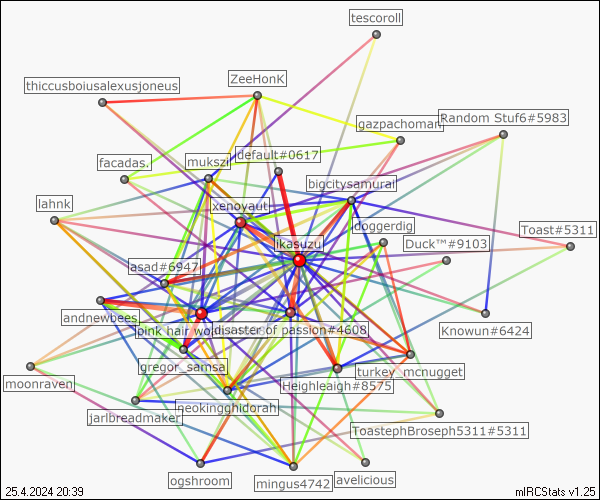 tescoroll
ZeeHonK
thiccusboiusalexusjoneus
Random Stuf6#5983
gazpachoman
default#0617
mukszi
facadas.
bigcitysamurai
lahnk
xenoyaut
doggerdig
Toast#5311
ikasuzu
Duck™#9103
asad#6947
andnewbees
pink hair wo
disaster of passion#4608
Knowun#6424
gregor_samsa
turkey_mcnugget
moonraven
Heighleaigh#8575
neokingghidorah
jarlbreadmaker
ToastephBroseph5311#5311
ogshroom
mingus4742
avelicious
25.4.2024 20:39
mIRCStats v1.25